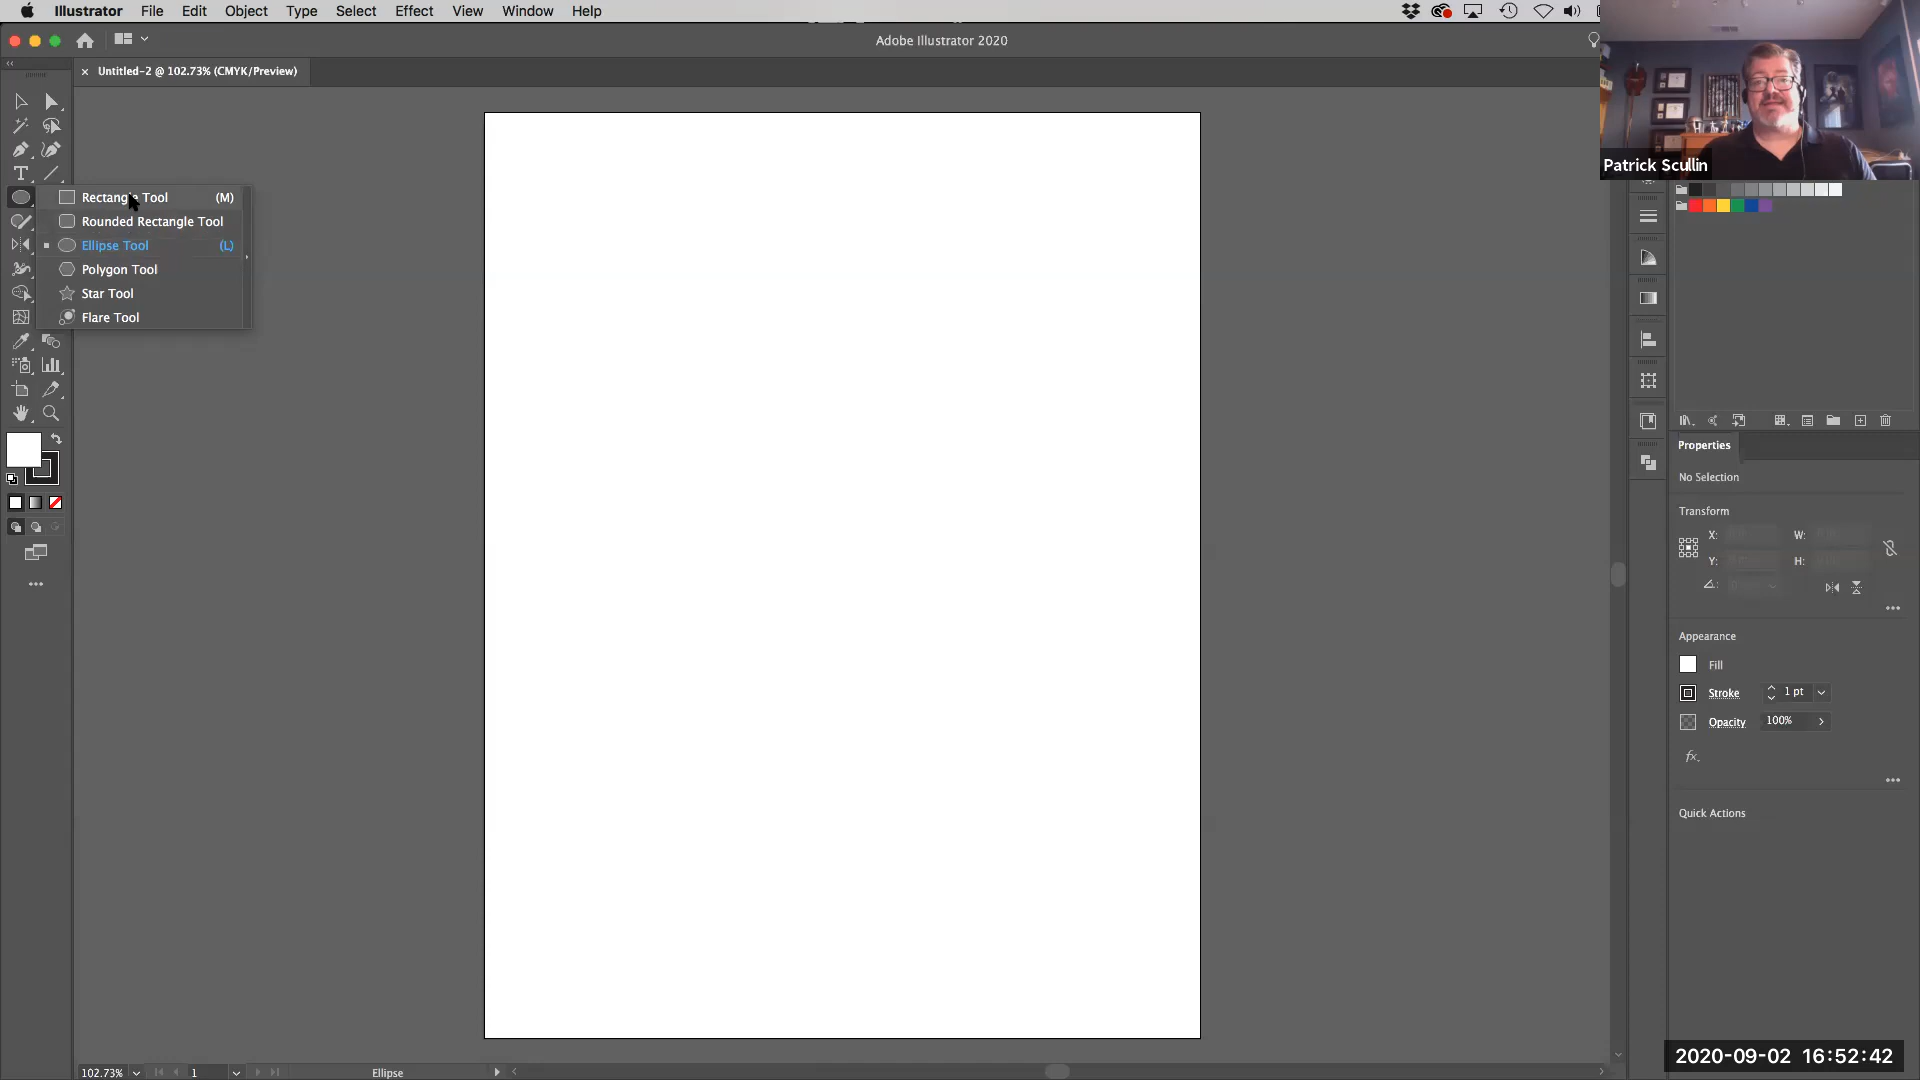 Illustrator File Edit Object Type Select Effect View Window Help
Adobe Illustrator 2020
Untitled-2 @ 102.73% (CMYK/Preview)
Patrick Scullin
Rectangle Tool (M)
Rounded Rectangle Tool
Ellipse Tool (L)
Polygon Tool
Star Tool
Flare Tool
Properties
No Selection
Transform
X: W:
Y: H:
Appearance
Fill
Stroke 1 pt
Opacity 100%
fx.
Quick Actions
2020-09-02 16:52:42
102.73% 1 Ellipse